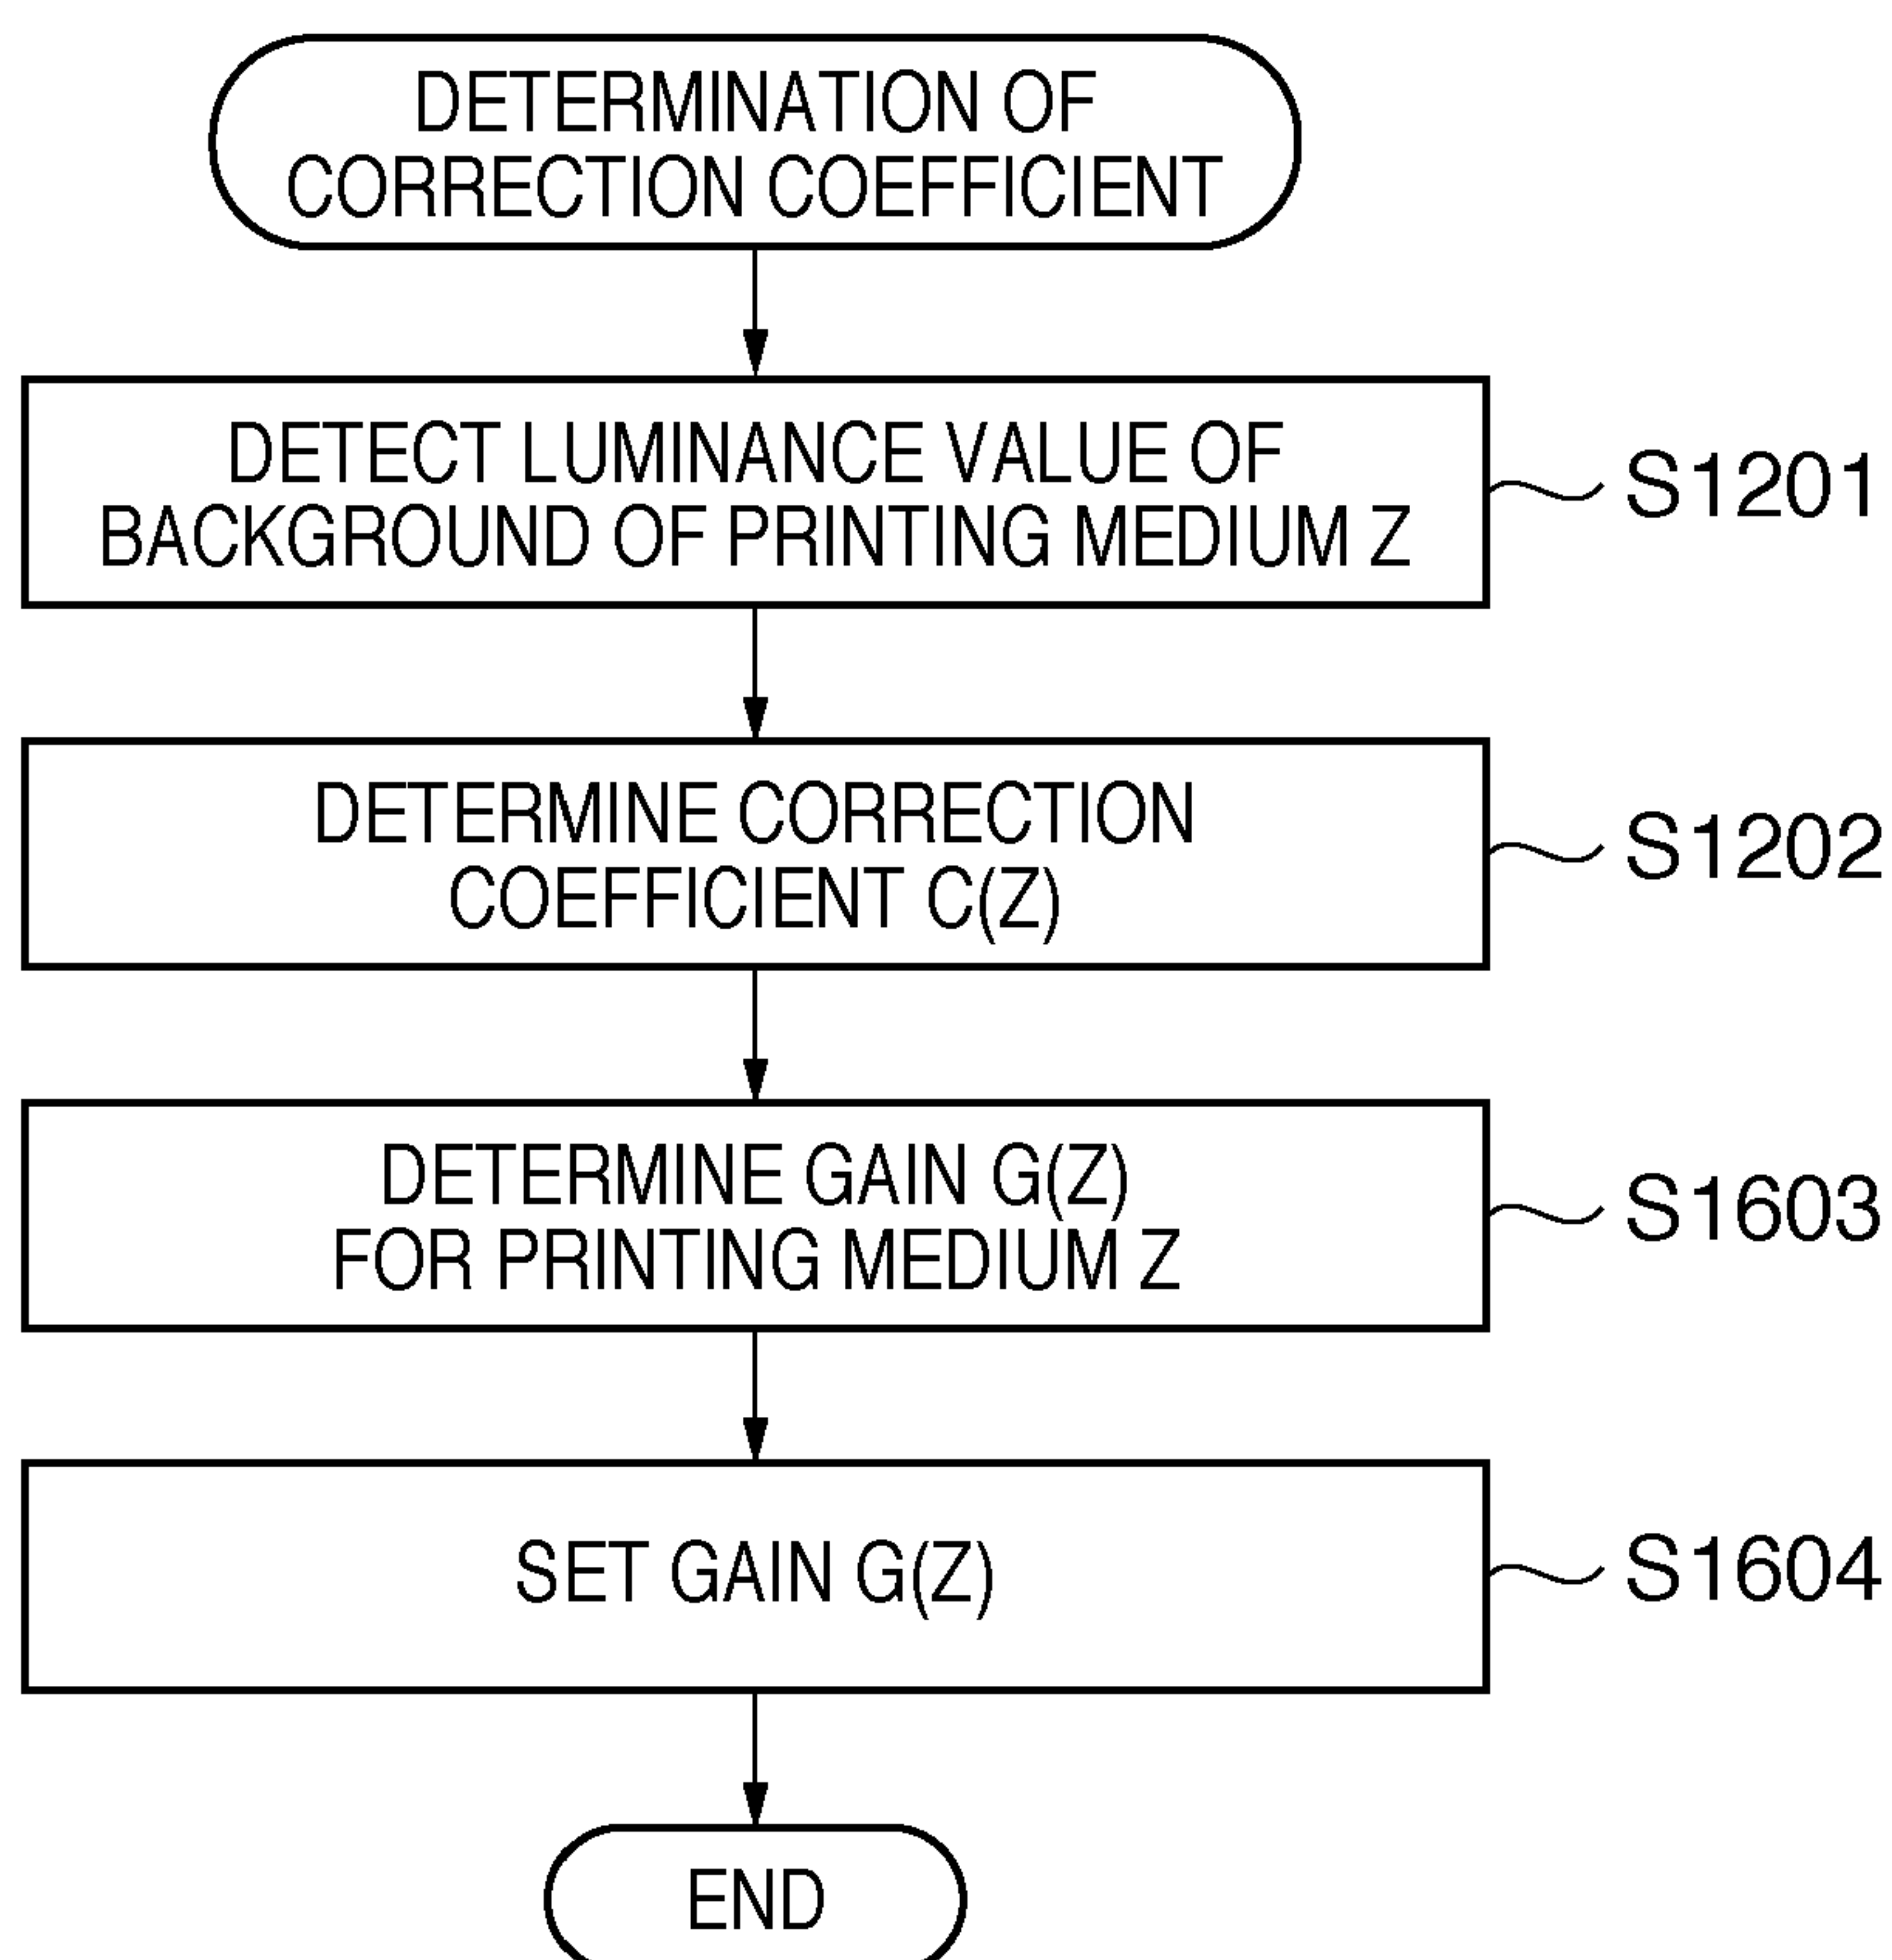 DETERMINATION OF
CORRECTION COEFFICIENT
DETECT LUMINANCE VALUE OF
BACKGROUND OF PRINTING MEDIUM Z
S1201
DETERMINE CORRECTION
COEFFICIENT C(Z)
S1202
DETERMINE GAIN G(Z)
FOR PRINTING MEDIUM Z
S1603
SET GAIN G(Z)
S1604
END